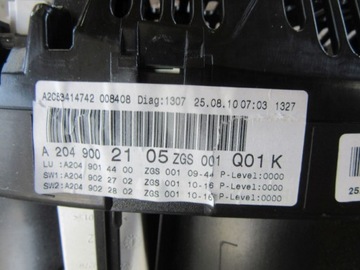 A2C53414742 008408 Diag:1307 25.08.10 07:03 1327
A 204 900 21 05 ZGS 001 Q01 K
LU :A204 901 44 00 ZGS 001 09-44 P-Level:0000
SW1:A204 902 27 02 ZGS 001 10-16 P-Level:0000
SW2:A204 902 28 02 ZGS 001 10-16 P-Level:0000